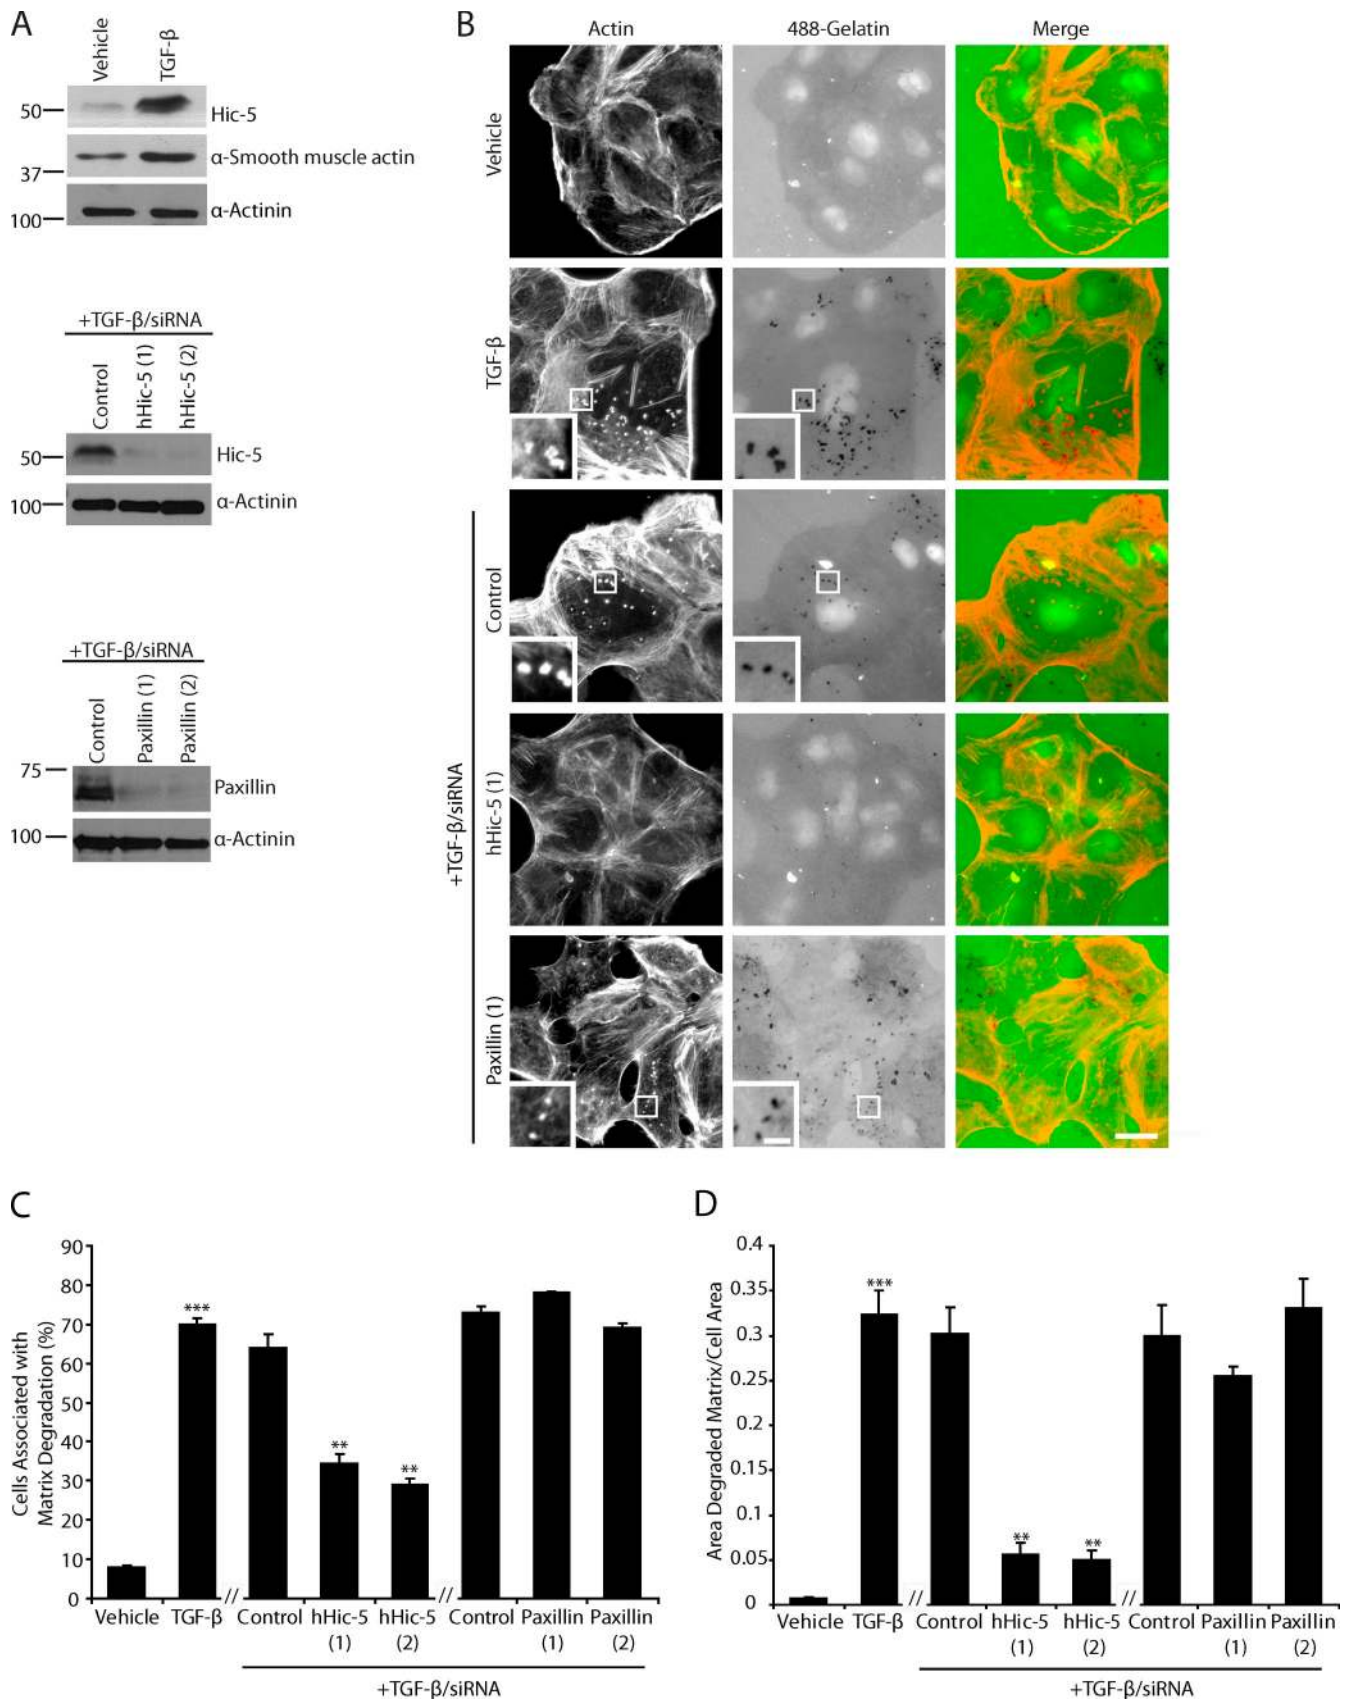 A
Vehicle
TGF-β
50
Hic-5
α-Smooth muscle actin
37
α-Actinin
100
+TGF-β/siRNA
Control
hHic-5 (1)
hHic-5 (2)
50
Hic-5
100
α-Actinin
+TGF-β/siRNA
Control
Paxillin (1)
Paxillin (2)
75
Paxillin
100
α-Actinin
B
Actin
488-Gelatin
Merge
Vehicle
TGF-β
+TGF-β/siRNA
Control
hHic-5 (1)
Paxillin (1)
C
Cells Associated with
Matrix Degradation (%)
90
80
70
60
50
40
30
20
10
0
***
**
**
Vehicle TGF-β // Control hHic-5 hHic-5 // Control Paxillin Paxillin
(1) (2) (1) (2)
+TGF-β/siRNA
D
Area Degraded Matrix/Cell Area
0.4
0.35
0.3
0.25
0.2
0.15
0.1
0.05
0
***
**
**
Vehicle TGF-β // Control hHic-5 hHic-5 // Control Paxillin Paxillin
(1) (2) (1) (2)
+TGF-β/siRNA